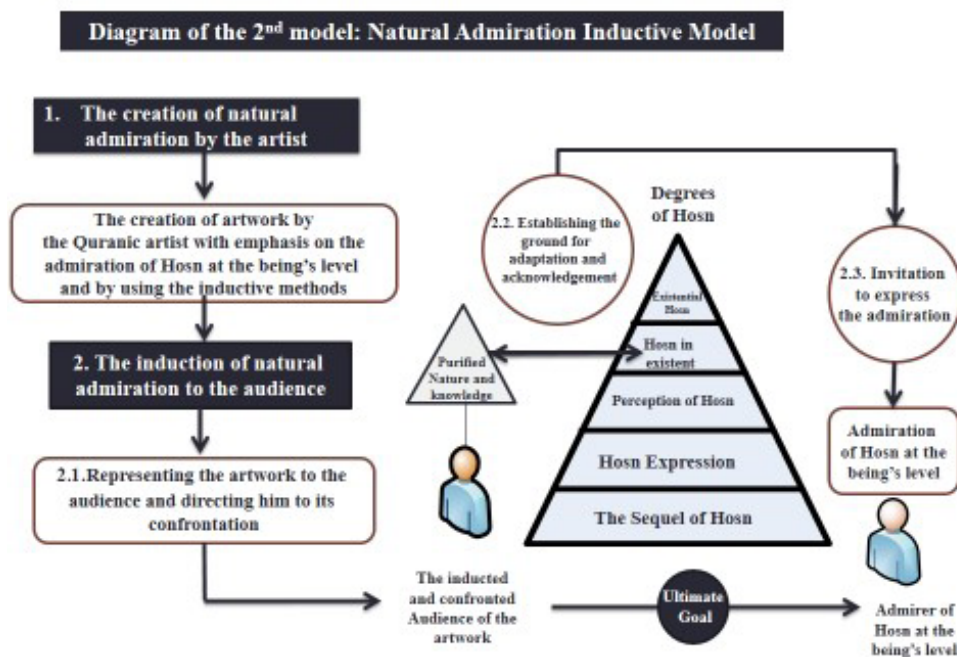 Diagram of the 2nd model: Natural Admiration Inductive Model
1. The creation of natural
admiration by the artist
The creation of artwork by
the Quranic artist with emphasis on the
admiration of Hosn at the being's level
and by using the inductive methods
2. The induction of natural
admiration to the audience
2.1.Representing the artwork to the
audience and directing him to its
confrontation
The inducted
and confronted
Audience of the
artwork
Purified
Nature and
knowledge
2.2. Establishing the
ground for
adaptation and
acknowledgement
Degrees
of Hosn
Existential
Hosn
Hosn in
existent
Perception of Hosn
Hosn Expression
The Sequel of Hosn
Ultimate
Goal
2.3. Invitation
to express
the admiration
Admiration
of Hosn at the
being's level
Admirer of
Hosn at the
being's level